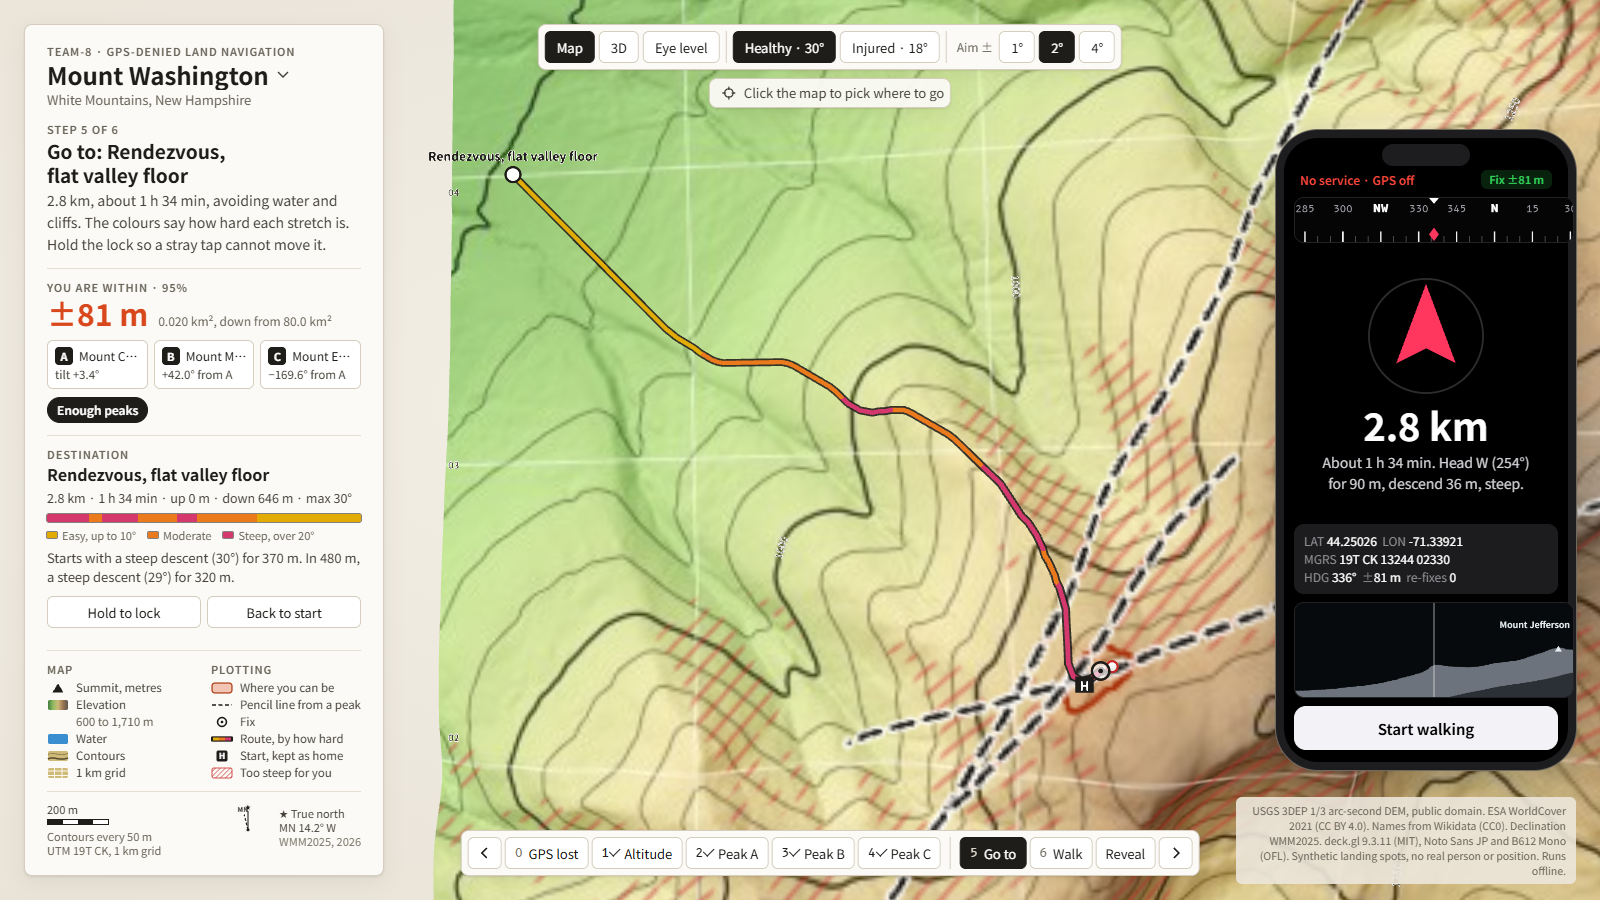 TEAM-8 · GPS-DENIED LAND NAVIGATION
Mount Washington
White Mountains, New Hampshire
STEP 5 OF 6
Go to: Rendezvous,
flat valley floor
2.8 km, about 1 h 34 min, avoiding water and
cliffs. The colours say how hard each stretch is.
Hold the lock so a stray tap cannot move it.
YOU ARE WITHIN · 95%
±81 m 0.020 km², down from 80.0 km²
A Mount C··· B Mount M··· C Mount E···
tilt +3.4° +42.0° from A −169.6° from A
Enough peaks
DESTINATION
Rendezvous, flat valley floor
2.8 km · 1 h 34 min · up 0 m · down 646 m · max 30°
Easy, up to 10° Moderate Steep, over 20°
Starts with a steep descent (30°) for 370 m. In 480 m,
a steep descent (29°) for 320 m.
Hold to lock Back to start
MAP PLOTTING
Summit, metres Where you can be
Elevation Pencil line from a peak
600 to 1,710 m Fix
Water Route, by how hard
Contours H Start, kept as home
1 km grid Too steep for you
200 m
Contours every 50 m
UTM 19T CK, 1 km grid
★ True north
MN 14.2° W
WMM2025, 2026
Map 3D Eye level Healthy · 30° Injured · 18° Aim ± 1° 2° 4°
Click the map to pick where to go
Rendezvous, flat valley floor
04
03
02
H
No service · GPS off Fix ±81 m
285 300 NW 330 345 N 15 30
2.8 km
About 1 h 34 min. Head W (254°)
for 90 m, descend 36 m, steep.
LAT 44.25026 LON -71.33921
MGRS 19T CK 13244 02330
HDG 336° ±81 m re-fixes 0
Mount Jefferson
Start walking
0 GPS lost 1✓ Altitude 2✓ Peak A 3✓ Peak B 4✓ Peak C 5 Go to 6 Walk Reveal
USGS 3DEP 1/3 arc-second DEM, public domain. ESA WorldCover
2021 (CC BY 4.0). Names from Wikidata (CC0). Declination
WMM2025. deck.gl 9.3.11 (MIT), Noto Sans JP and B612 Mono
(OFL). Synthetic landing spots, no real person or position. Runs
offline.